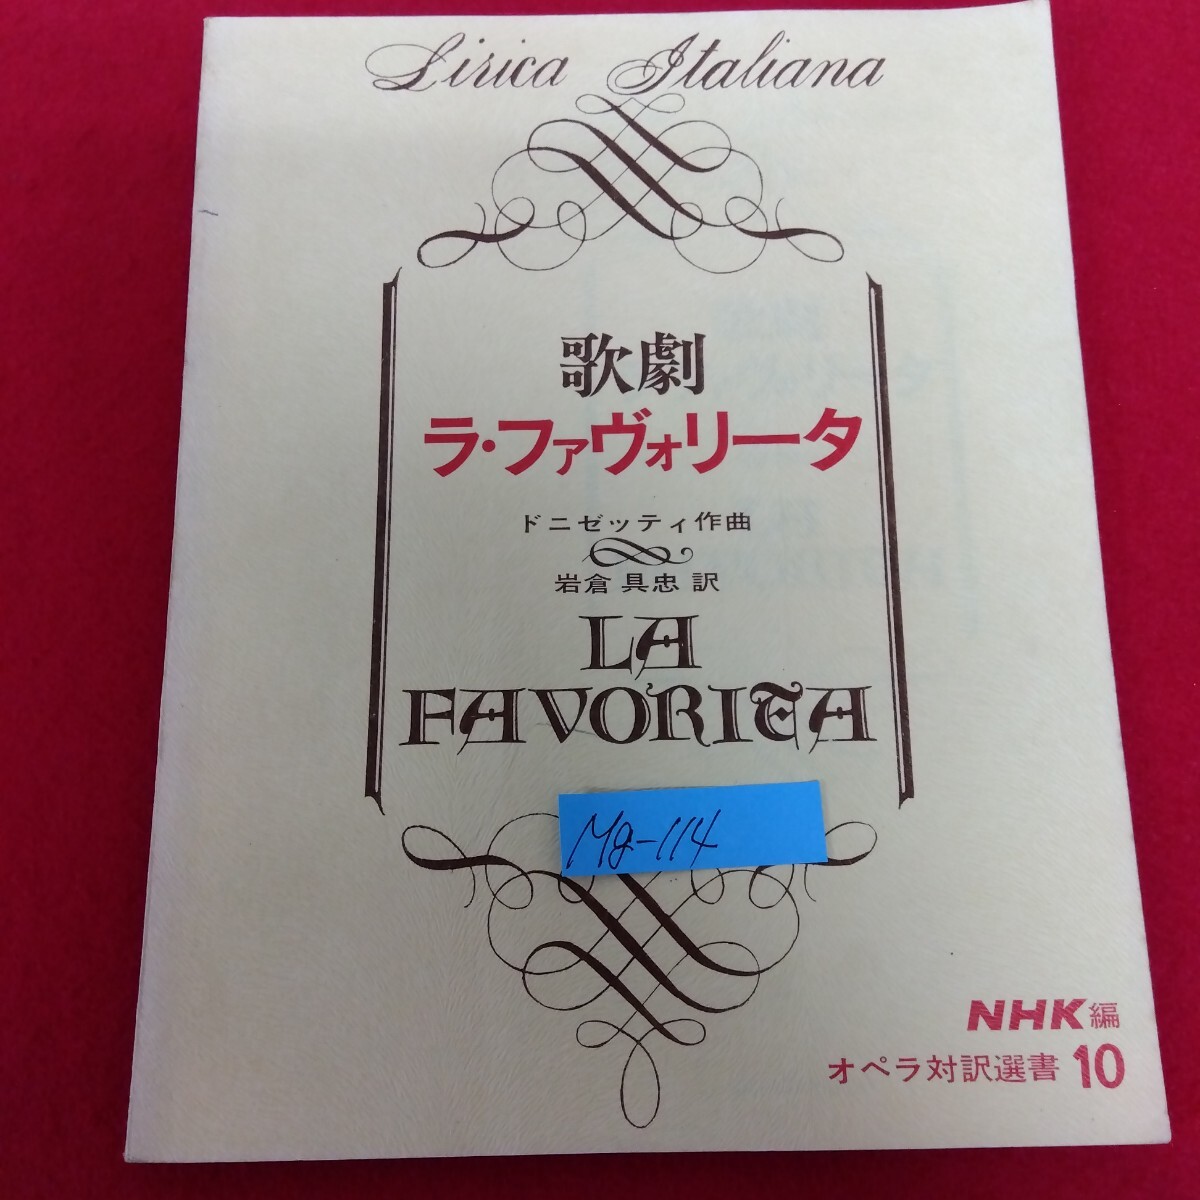 Lirica Italiana
歌劇
ラ・ファヴォリータ
ドニゼッティ作曲
岩倉 具忠 訳
LA
FAVORITA
Mg-114
NHK編
オペラ対訳選書 10